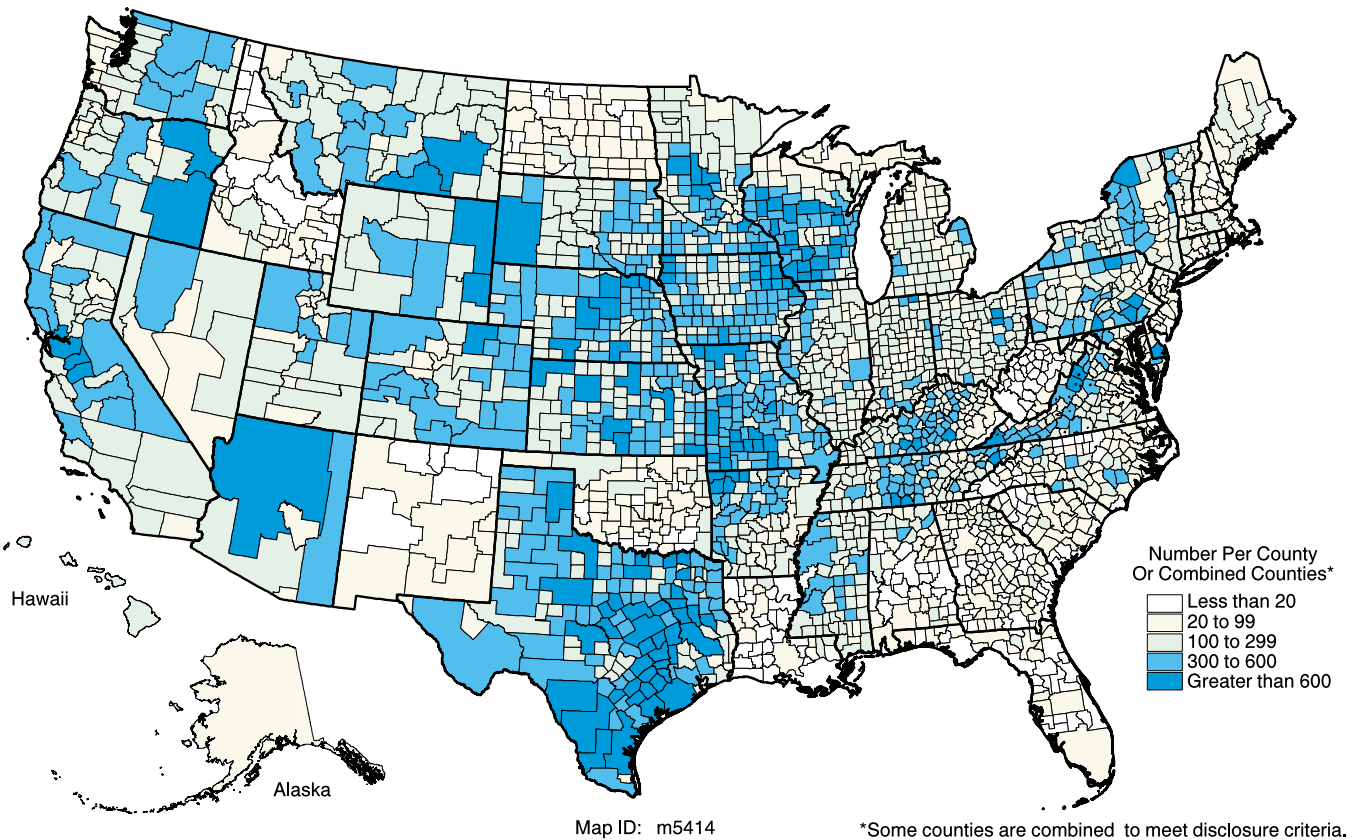 Number Per County
Or Combined Counties*
Less than 20
20 to 99
100 to 299
300 to 600
Greater than 600
Hawaii
Alaska
Map ID: m5414
*Some counties are combined to meet disclosure criteria.